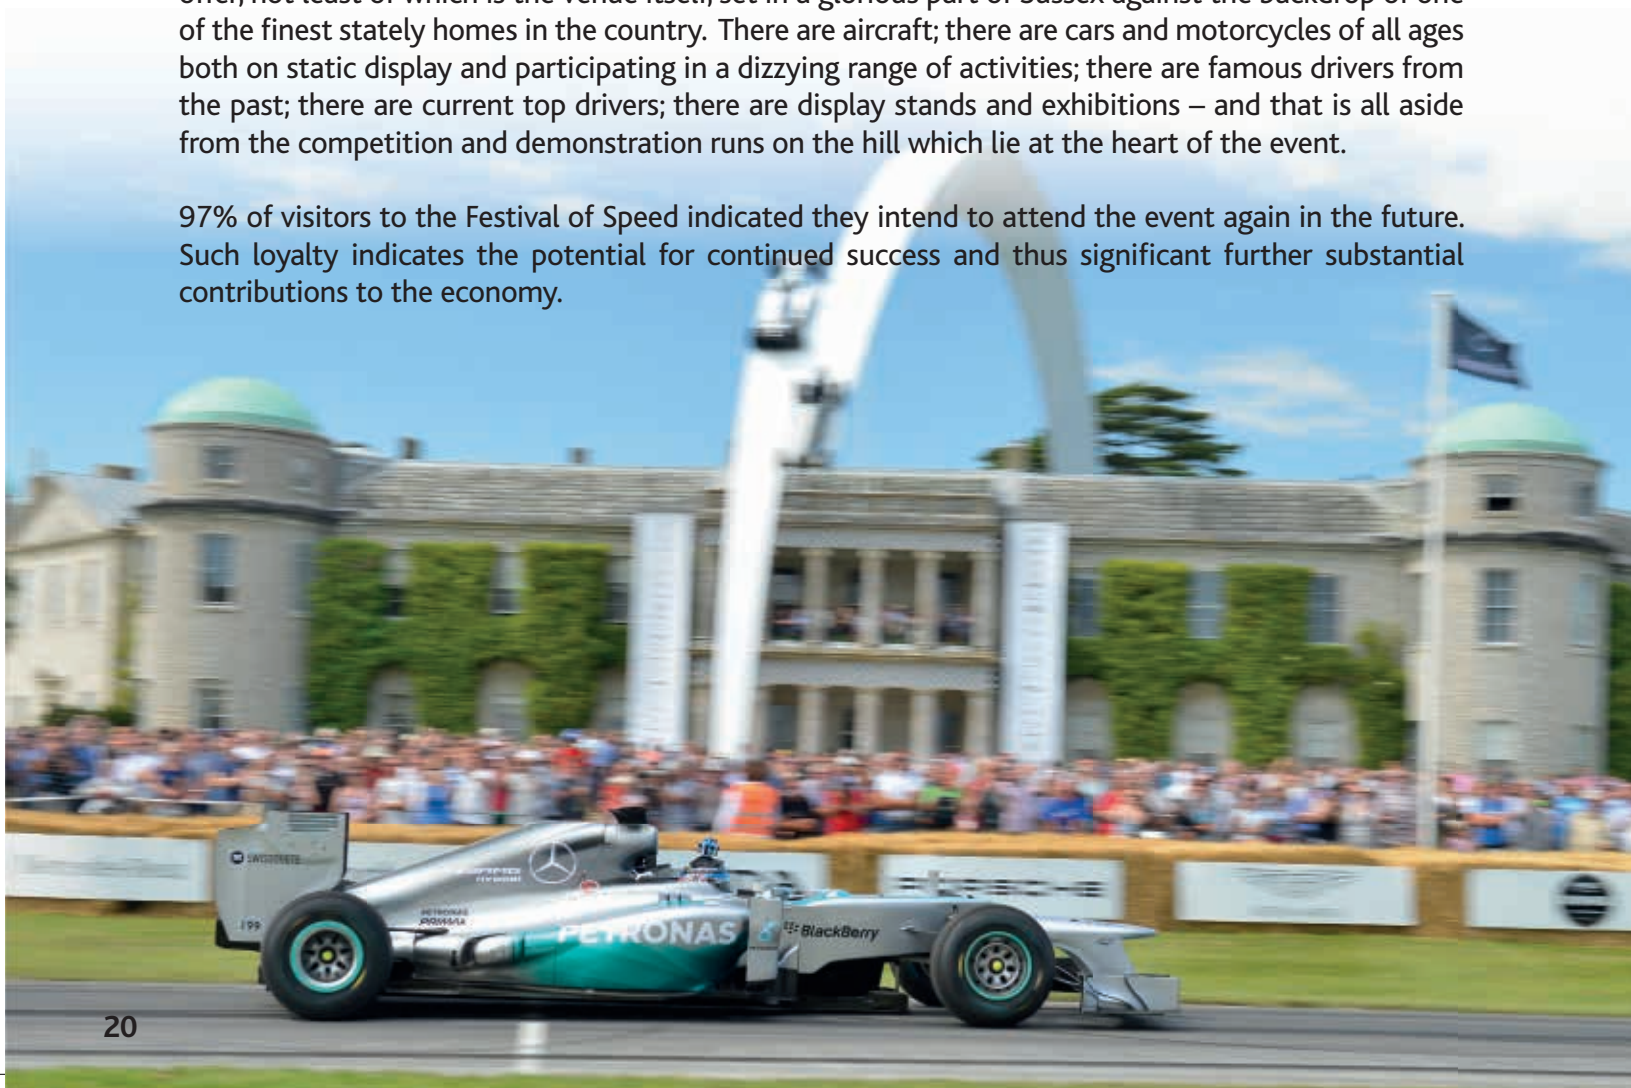 of the finest stately homes in the country. There are aircraft; there are cars and motorcycles of all ages
both on static display and participating in a dizzying range of activities; there are famous drivers from
the past; there are current top drivers; there are display stands and exhibitions – and that is all aside
from the competition and demonstration runs on the hill which lie at the heart of the event.
97% of visitors to the Festival of Speed indicated they intend to attend the event again in the future.
Such loyalty indicates the potential for continued success and thus significant further substantial
contributions to the economy.
PORSCHE
PETRONAS
PRIMAX
PETRONAS
BlackBerry
20